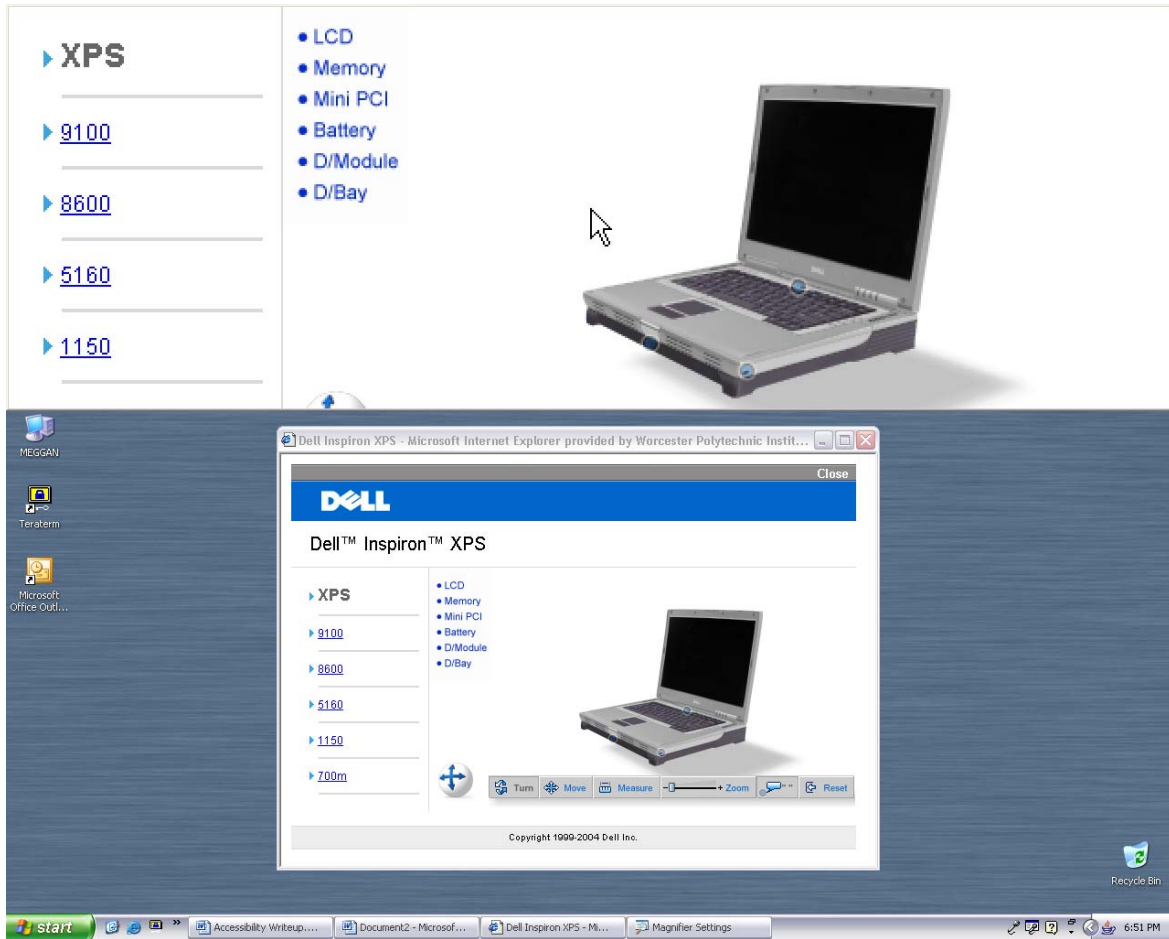 XPS
9100
8600
5160
1150
• LCD
• Memory
• Mini PCI
• Battery
• D/Module
• D/Bay
MEGGAN
Teraterm
Microsoft
Office Outl...
Dell Inspiron XPS - Microsoft Internet Explorer provided by Worcester Polytechnic Instit...
Close
DELL
Dell™ Inspiron™ XPS
XPS
9100
8600
5160
1150
700m
• LCD
• Memory
• Mini PCI
• Battery
• D/Module
• D/Bay
Turn Move Measure - + Zoom Reset
Copyright 1999-2004 Dell Inc.
Recycle Bin
start » Accessibility Writeup.... Document2 - Microsof... Dell Inspiron XPS - Mi... Magnifier Settings 6:51 PM